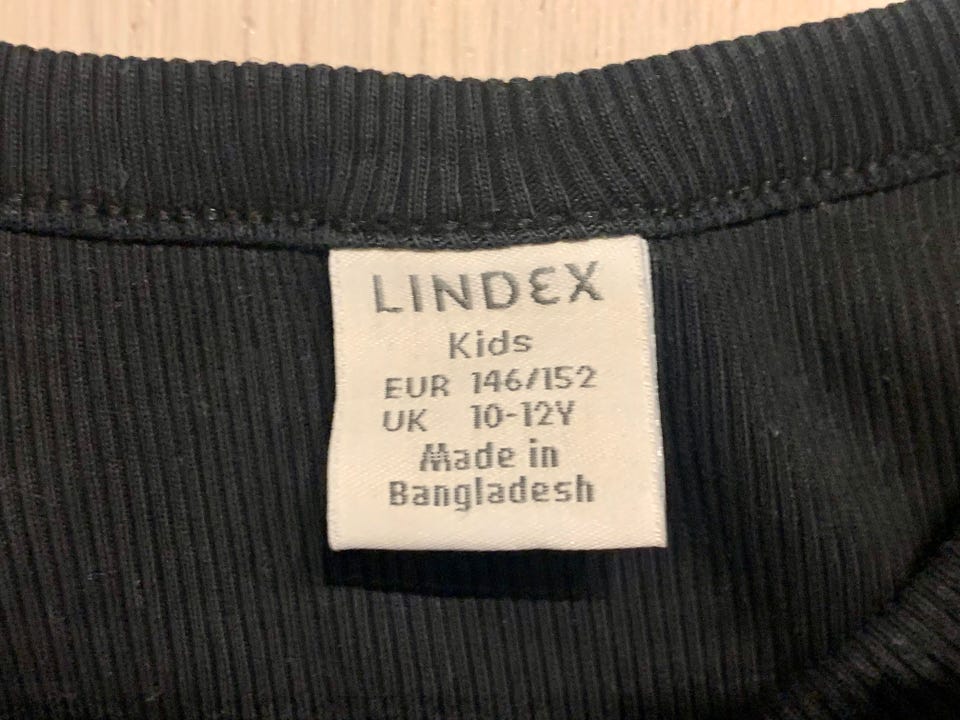 LINDEX
Kids
EUR 146/152
UK 10-12Y
Made in
Bangladesh